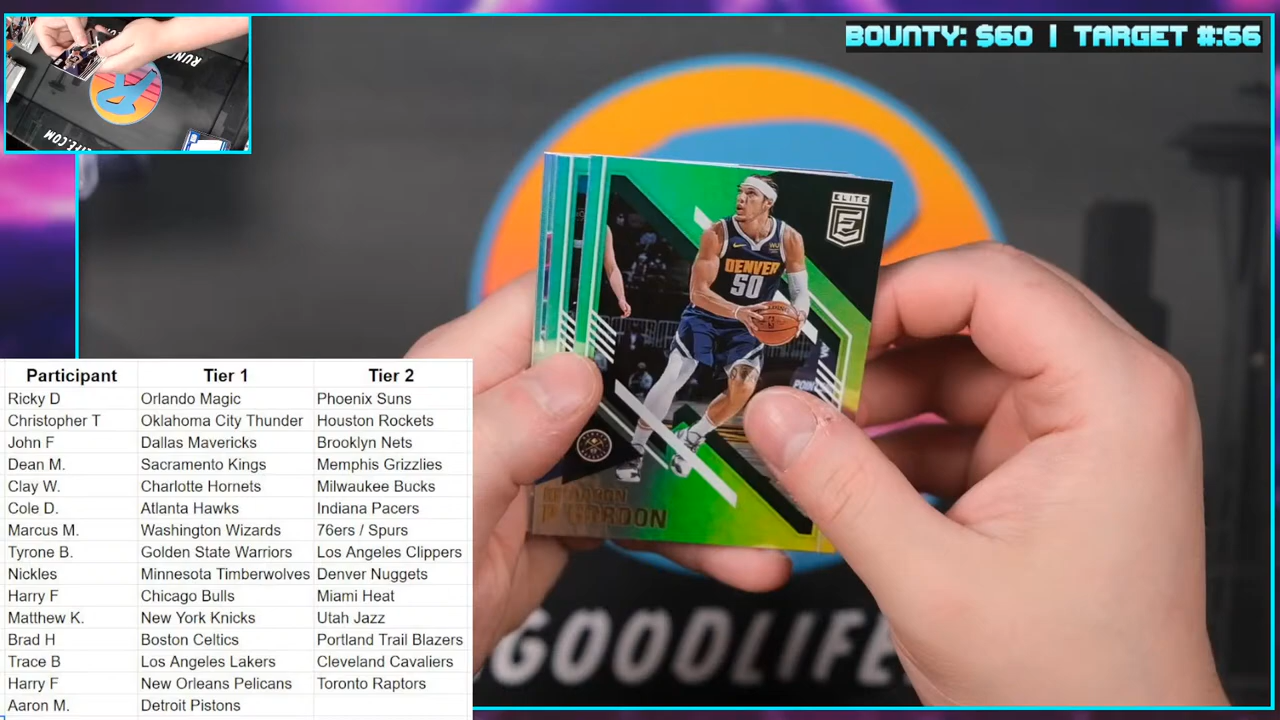 BOUNTY: $60 | TARGET #:66
RUNG
LIFE.COM
ELITE
E
DENVER
50
GORDON
GOODLIFE
Participant Tier 1 Tier 2
Ricky D Orlando Magic Phoenix Suns
Christopher T Oklahoma City Thunder Houston Rockets
John F Dallas Mavericks Brooklyn Nets
Dean M. Sacramento Kings Memphis Grizzlies
Clay W. Charlotte Hornets Milwaukee Bucks
Cole D. Atlanta Hawks Indiana Pacers
Marcus M. Washington Wizards 76ers / Spurs
Tyrone B. Golden State Warriors Los Angeles Clippers
Nickles Minnesota Timberwolves Denver Nuggets
Harry F Chicago Bulls Miami Heat
Matthew K. New York Knicks Utah Jazz
Brad H Boston Celtics Portland Trail Blazers
Trace B Los Angeles Lakers Cleveland Cavaliers
Harry F New Orleans Pelicans Toronto Raptors
Aaron M. Detroit Pistons